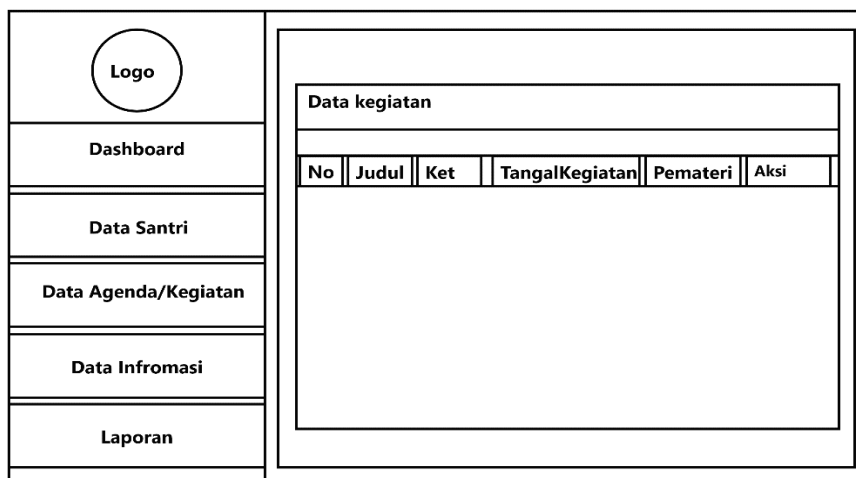 Logo
Dashboard
Data Santri
Data Agenda/Kegiatan
Data Infromasi
Laporan
Data kegiatan
No Judul Ket TangalKegiatan Pemateri Aksi